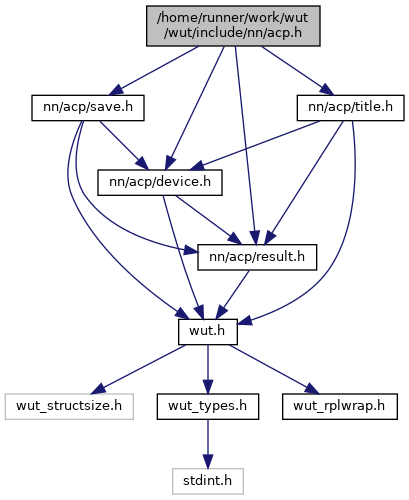 /home/runner/work/wut
/wut/include/nn/acp.h
nn/acp/save.h
nn/acp/title.h
nn/acp/device.h
nn/acp/result.h
wut.h
wut_structsize.h
wut_types.h
wut_rplwrap.h
stdint.h